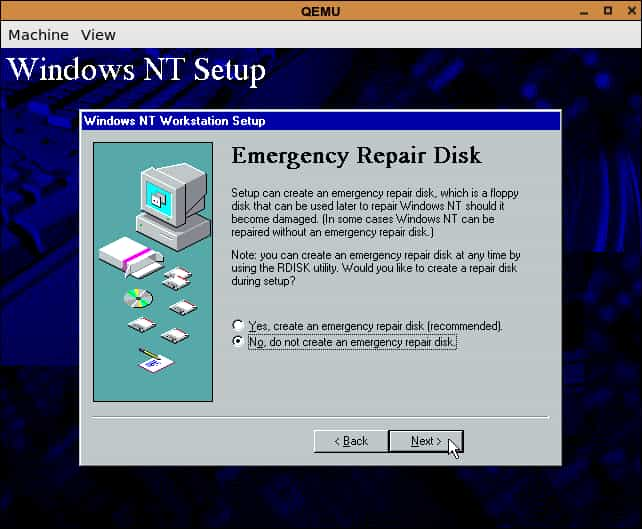 QEMU
Machine View
Windows NT Setup
Windows NT Workstation Setup
Emergency Repair Disk
Setup can create an emergency repair disk, which is a floppy
disk that can be used later to repair Windows NT should it
become damaged. (In some cases Windows NT can be
repaired without an emergency repair disk.)
Note: you can create an emergency repair disk at any time by
using the RDISK utility. Would you like to create a repair disk
during setup?
Yes, create an emergency repair disk (recommended).
No, do not create an emergency repair disk.
< Back Next >